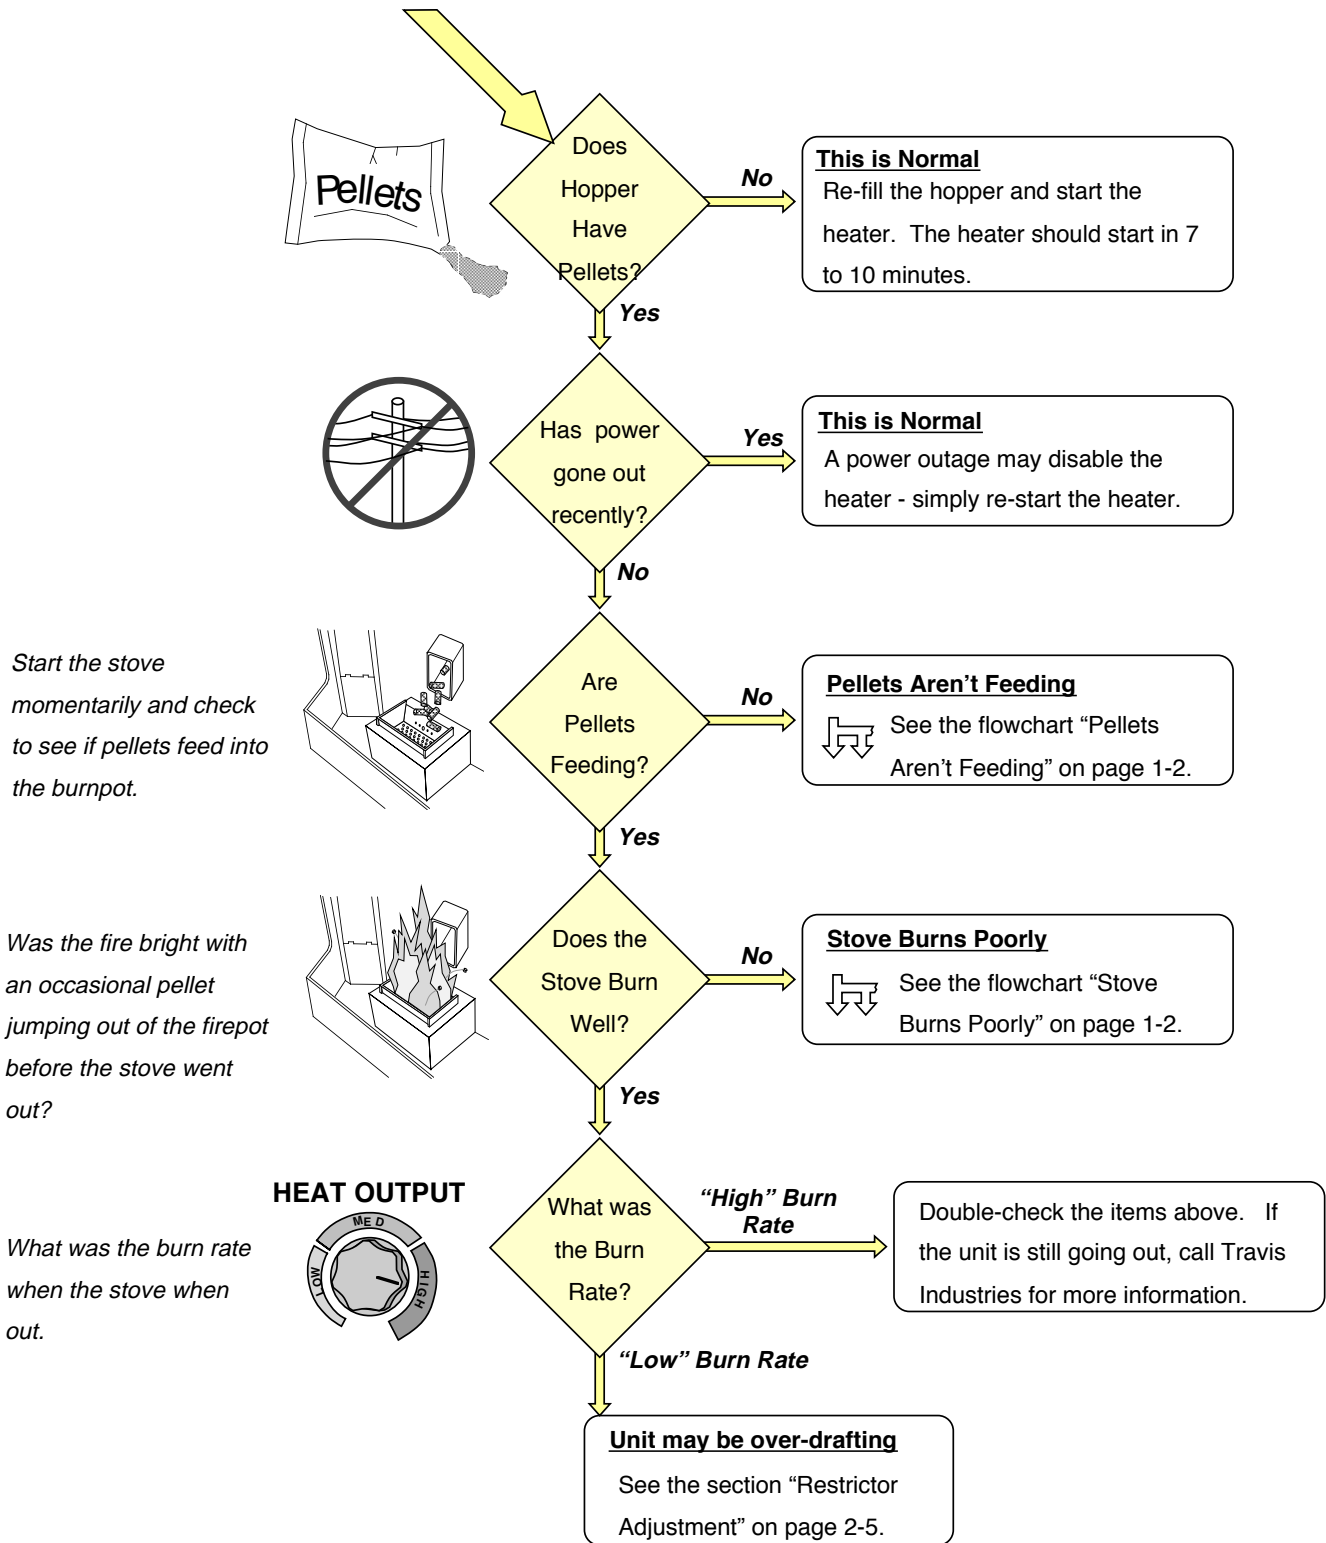 Pellets
Does
Hopper
Have
Pellets?
No
This is Normal
Re-fill the hopper and start the
heater.  The heater should start in 7
to 10 minutes.
Yes
Has  power
gone out
recently?
Yes
This is Normal
A power outage may disable the
heater - simply re-start the heater.
No
Start the stove
momentarily and check
to see if pellets feed into
the burnpot.
Are
Pellets
Feeding?
No
Pellets Aren’t Feeding
See the flowchart “Pellets
Aren’t Feeding” on page 1-2.
Yes
Was the fire bright with
an occasional pellet
jumping out of the firepot
before the stove went
out?
Does the
Stove Burn
Well?
No
Stove Burns Poorly
See the flowchart “Stove
Burns Poorly” on page 1-2.
Yes
What was the burn rate
when the stove when
out.
HEAT OUTPUT
LOW
MED
HIGH
What was
the Burn
Rate?
“High” Burn
Rate
Double-check the items above.   If
the unit is still going out, call Travis
Industries for more information.
“Low” Burn Rate
Unit may be over-drafting
See the section “Restrictor
Adjustment” on page 2-5.